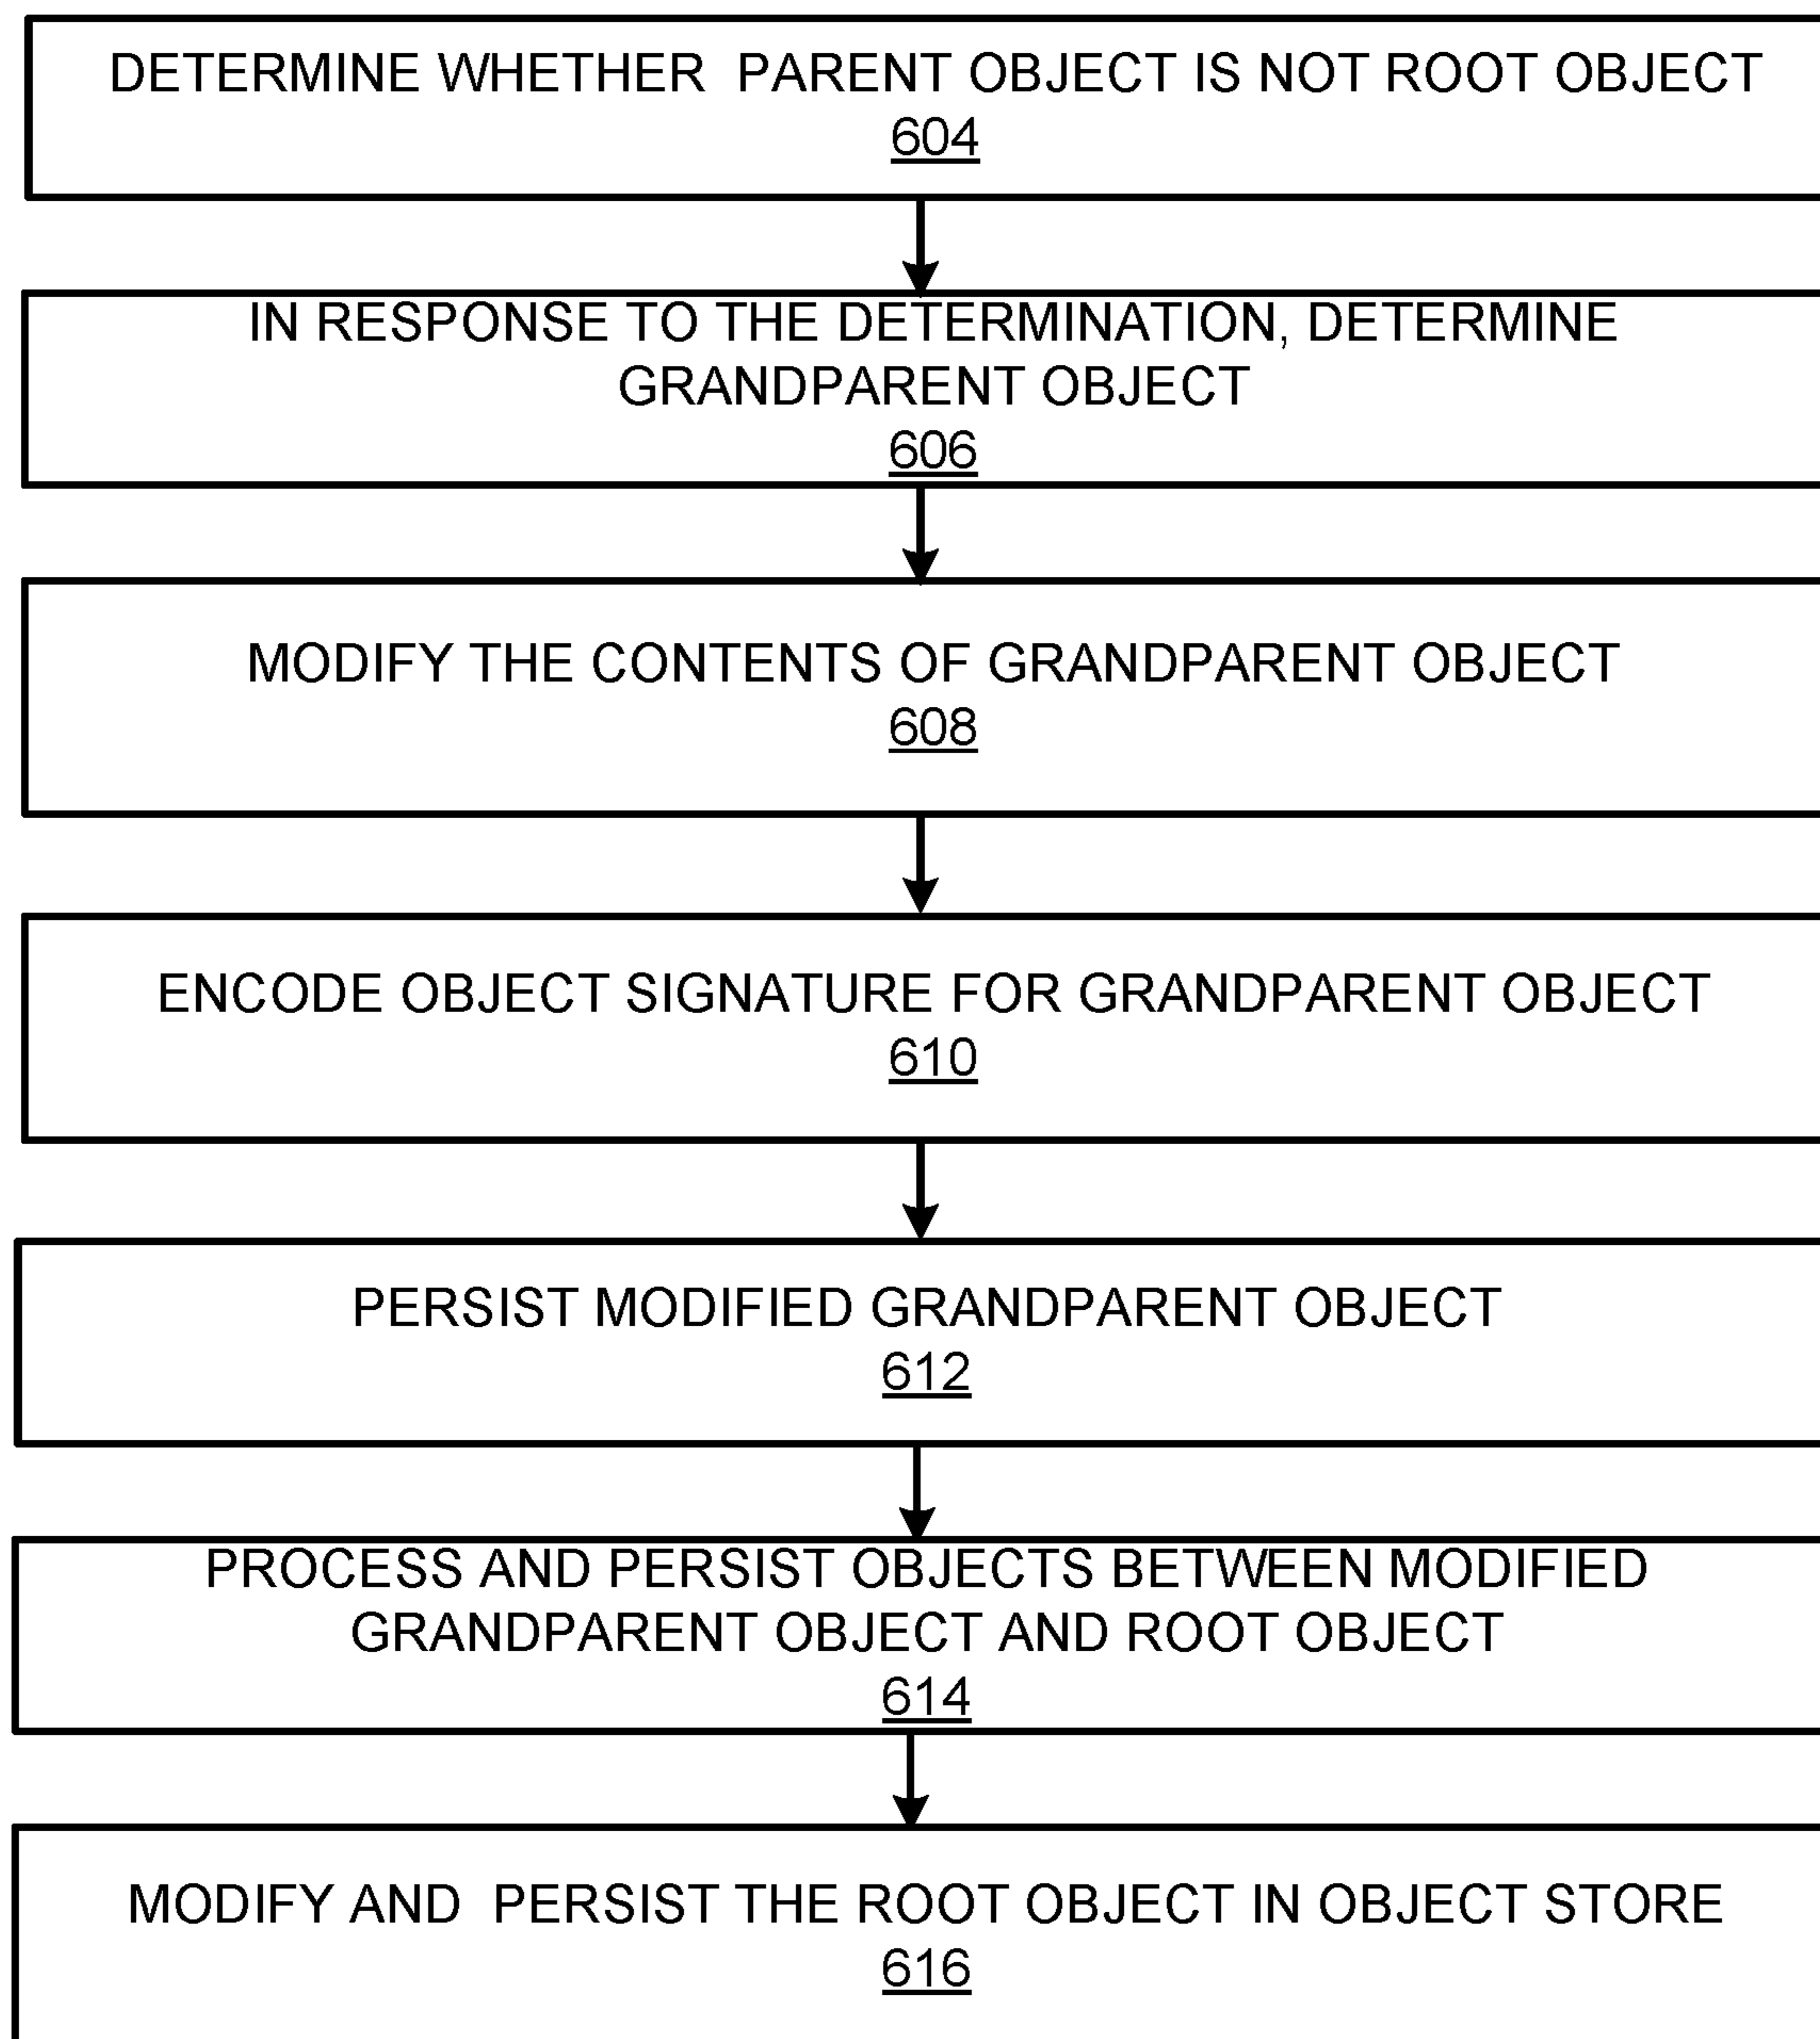 DETERMINE WHETHER PARENT OBJECT IS NOT ROOT OBJECT
604
IN RESPONSE TO THE DETERMINATION, DETERMINE
GRANDPARENT OBJECT
606
MODIFY THE CONTENTS OF GRANDPARENT OBJECT
608
ENCODE OBJECT SIGNATURE FOR GRANDPARENT OBJECT
610
PERSIST MODIFIED GRANDPARENT OBJECT
612
PROCESS AND PERSIST OBJECTS BETWEEN MODIFIED
GRANDPARENT OBJECT AND ROOT OBJECT
614
MODIFY AND PERSIST THE ROOT OBJECT IN OBJECT STORE
616